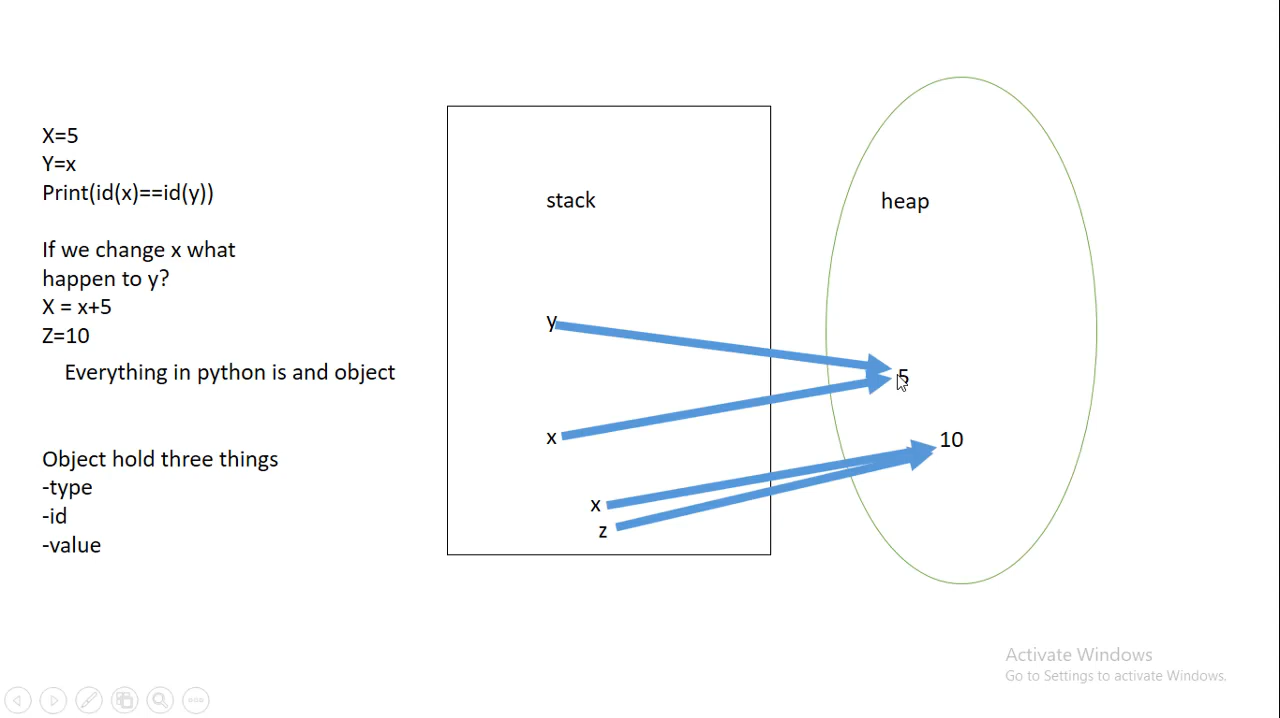 X=5
Y=x
Print(id(x)==id(y))
If we change x what
happen to y?
X = x+5
Z=10
Everything in python is and object
Object hold three things
-type
-id
-value
stack
heap
y
5
x
10
x
z
Activate Windows
Go to Settings to activate Windows.